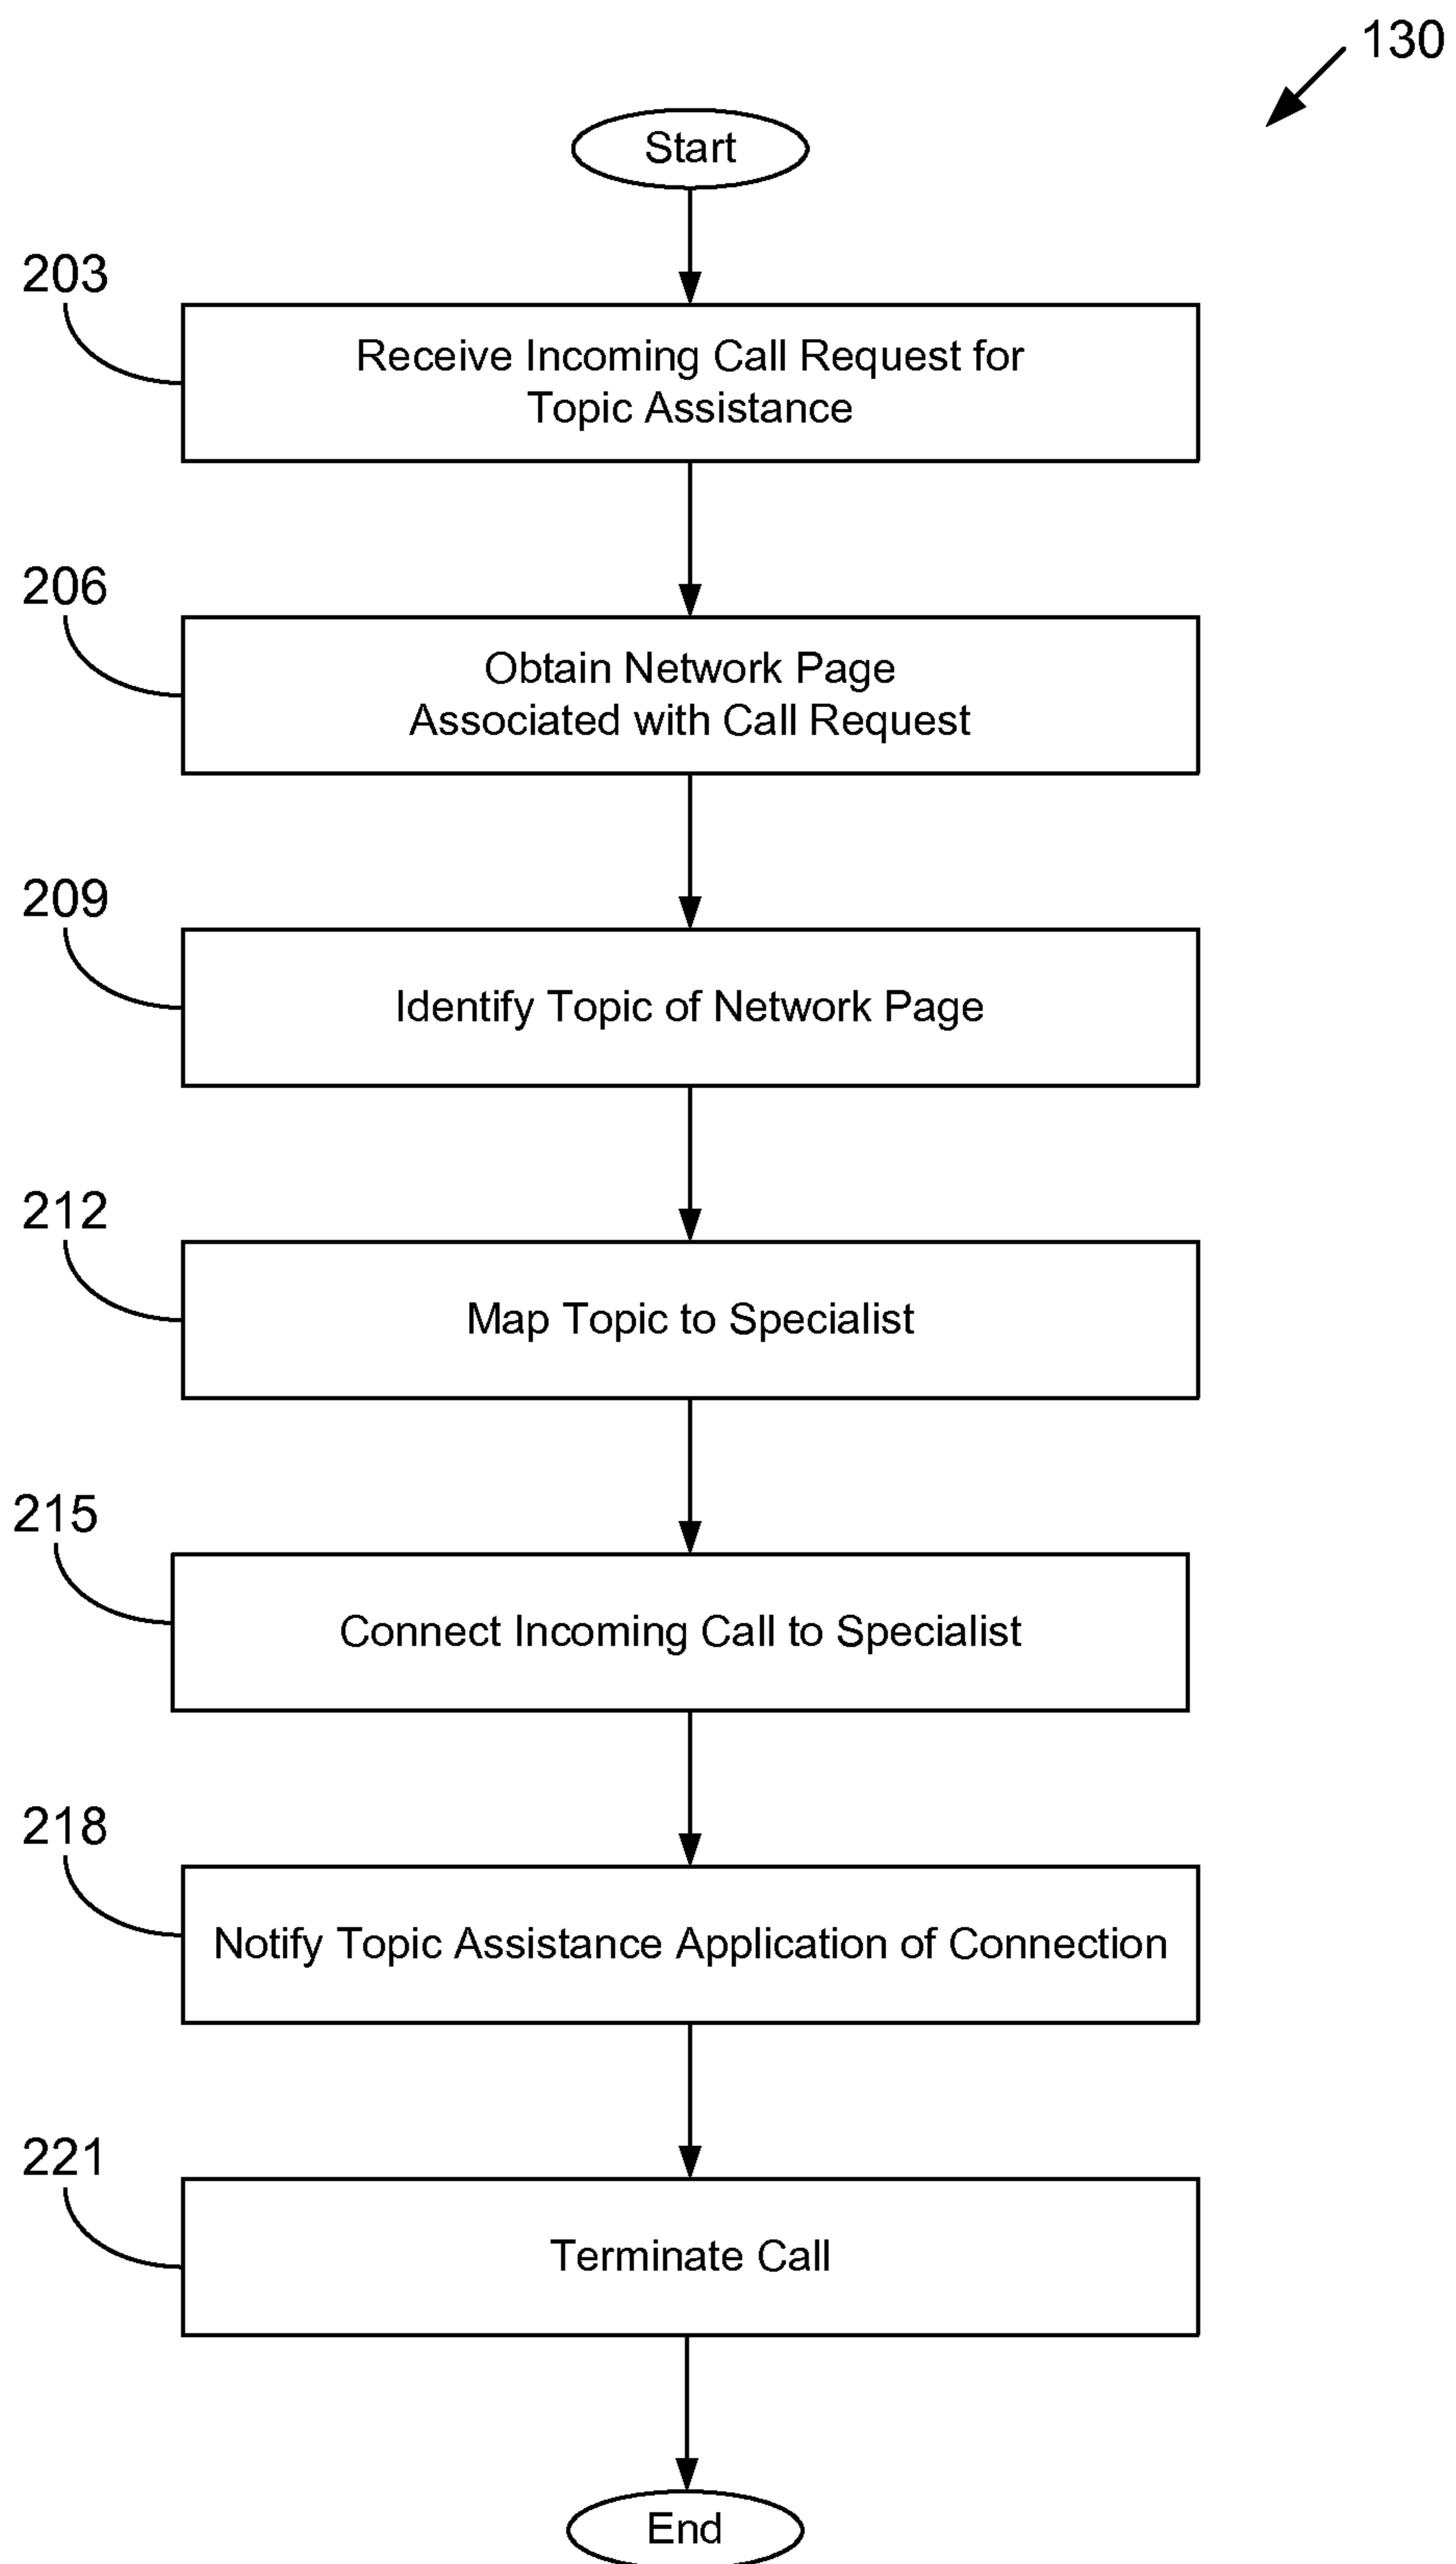 130
Start
203
Receive Incoming Call Request for
Topic Assistance
206
Obtain Network Page
Associated with Call Request
209
Identify Topic of Network Page
212
Map Topic to Specialist
215
Connect Incoming Call to Specialist
218
Notify Topic Assistance Application of Connection
221
Terminate Call
End